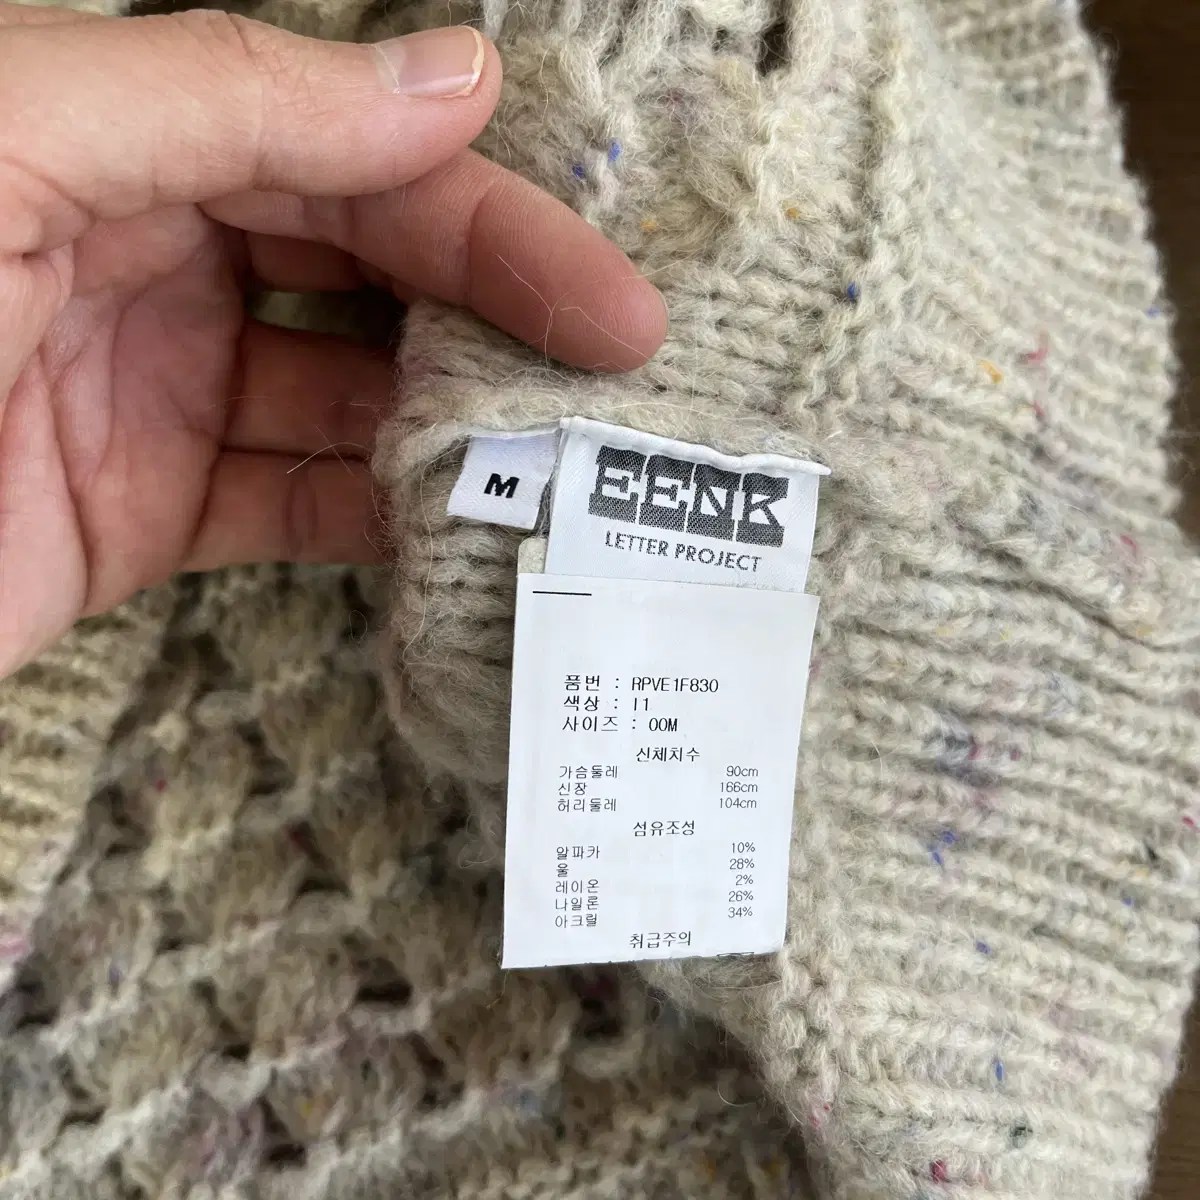 M
EENK
LETTER PROJECT
품번 : RPVE1F830
색상 : I1
사이즈 : 00M
신체치수
가슴둘레 90cm
신장 166cm
허리둘레 104cm
섬유조성
알파카 10%
울 28%
레이온 2%
나일론 26%
아크릴 34%
취급주의